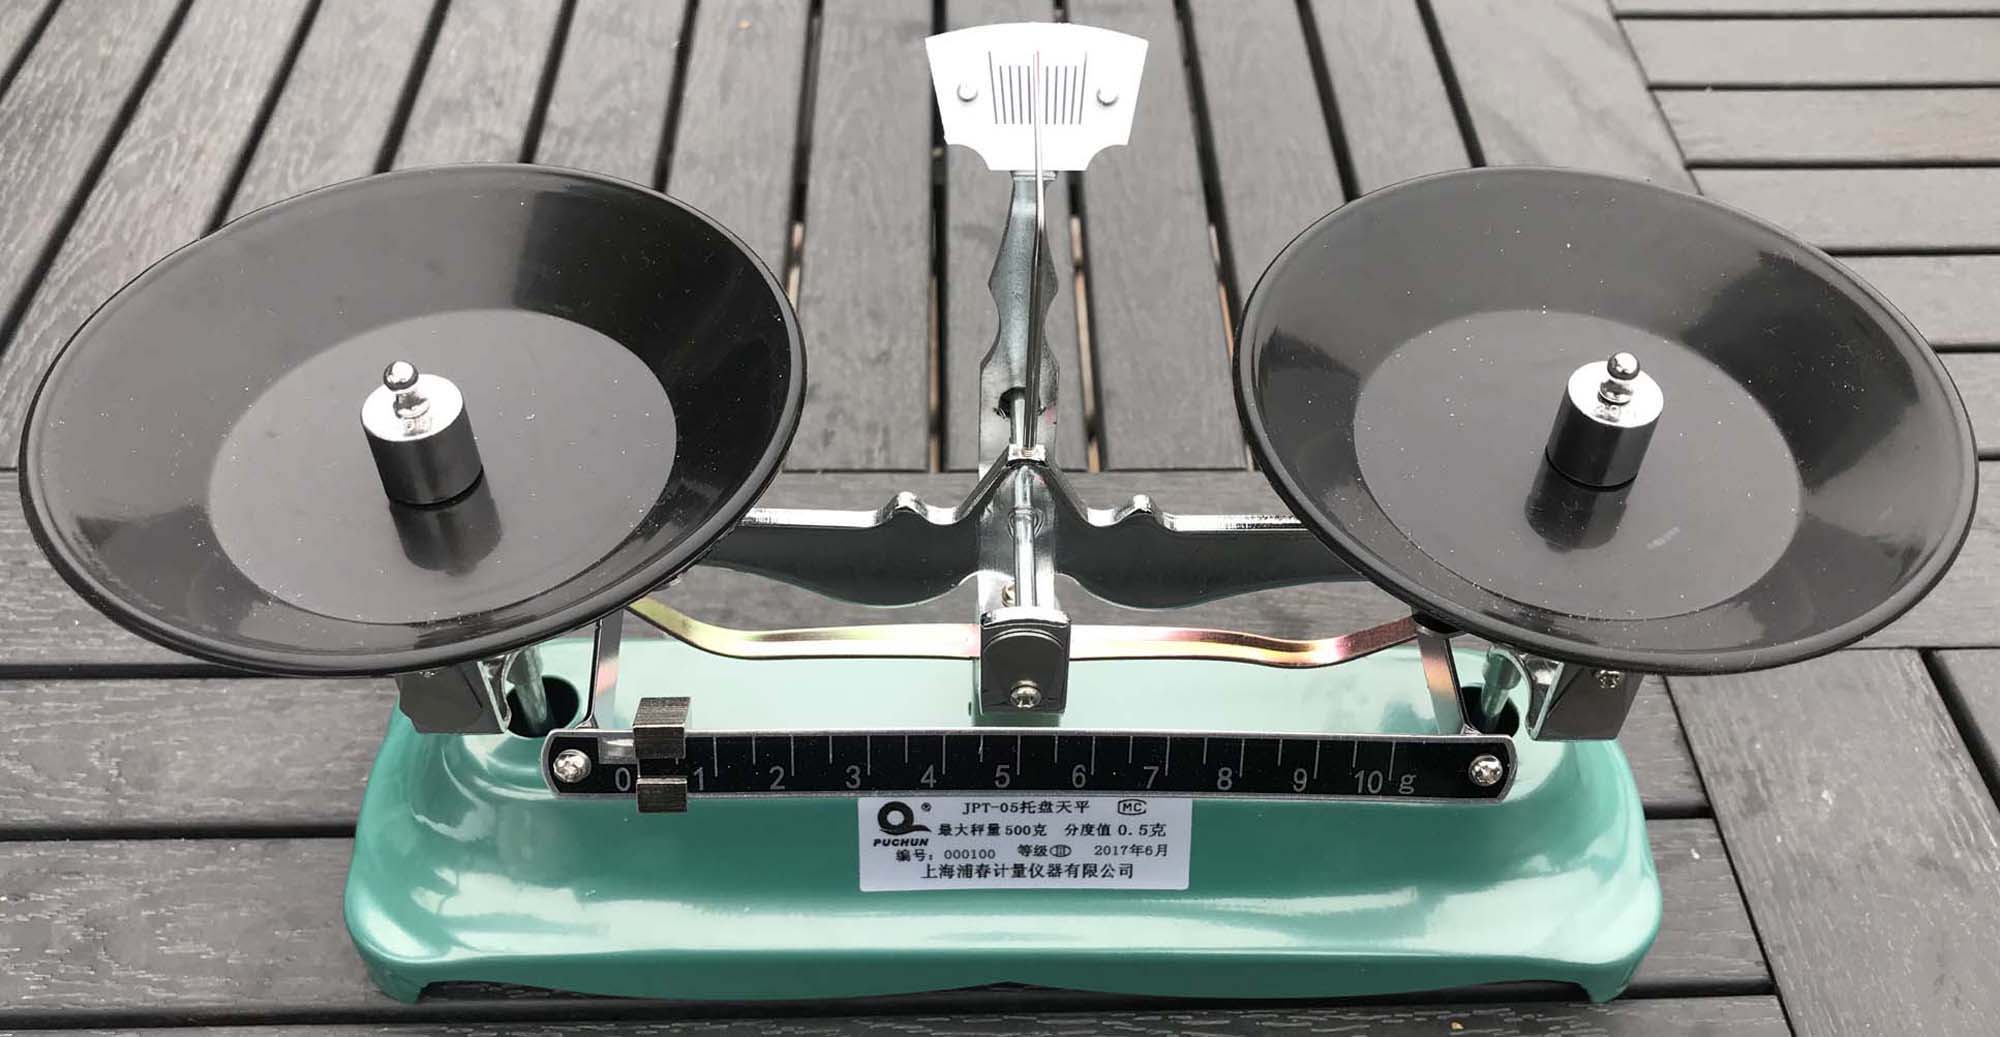 0 1 2 3 4 5 6 7 8 9 10 g
® JPT-05托盘天平 MC
PUCHUN 最大秤量500克 分度值 0.5克
编号：000100 等级Ⅲ 2017年6月
上海浦春计量仪器有限公司